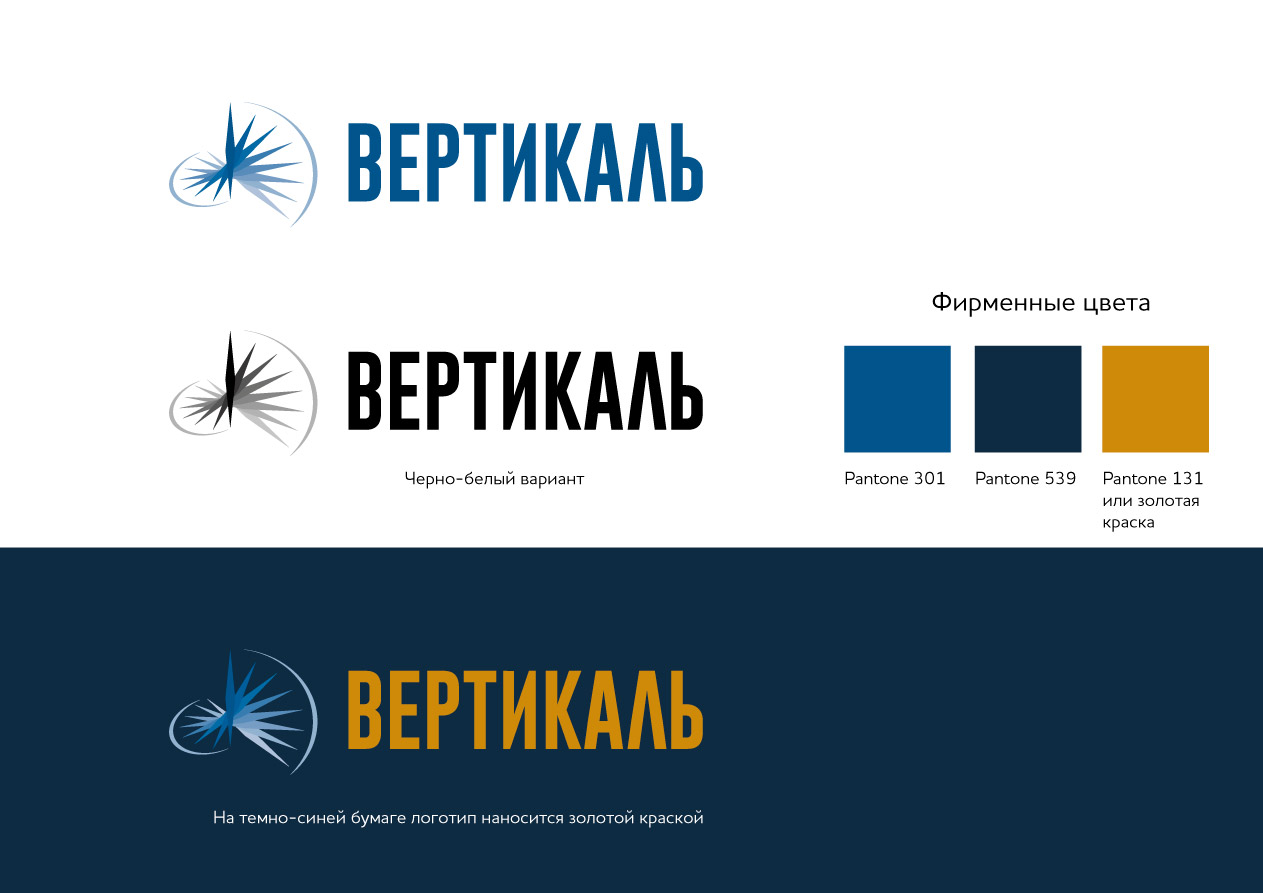 ВЕРТИКАЛЬ
Фирменные цвета
ВЕРТИКАЛЬ
Черно-белый вариант
Pantone 301
Pantone 539
Pantone 131
или золотая
краска
ВЕРТИКАЛЬ
На темно-синей бумаге логотип наносится золотой краской